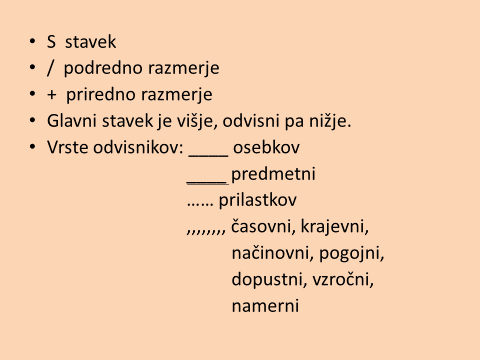 • S  stavek
• /  podredno razmerje
• +  priredno razmerje
• Glavni stavek je višje, odvisni pa nižje.
• Vrste odvisnikov: ____ osebkov
____ predmetni
…… prilastkov
,,,,,,,, časovni, krajevni,
načinovni, pogojni,
dopustni, vzročni,
namerni